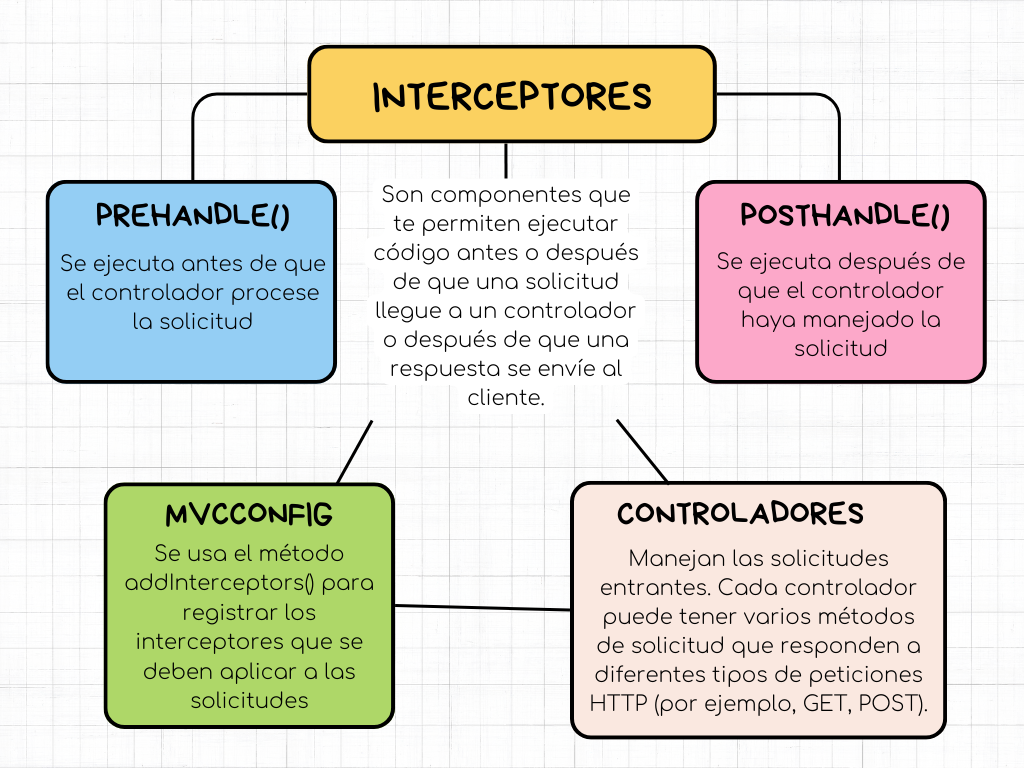 INTERCEPTORES
PREHANDLE()
Se ejecuta antes de que
el controlador procese
la solicitud
Son componentes que
te permiten ejecutar
código antes o después
de que una solicitud
llegue a un controlador
o después de que una
respuesta se envíe al
cliente.
POSTHANDLE()
Se ejecuta después de
que el controlador
haya manejado la
solicitud
MVCCONFIG
Se usa el método
addInterceptors() para
registrar los
interceptores que se
deben aplicar a las
solicitudes
CONTROLADORES
Manejan las solicitudes
entrantes. Cada controlador
puede tener varios métodos
de solicitud que responden a
diferentes tipos de peticiones
HTTP (por ejemplo, GET, POST).